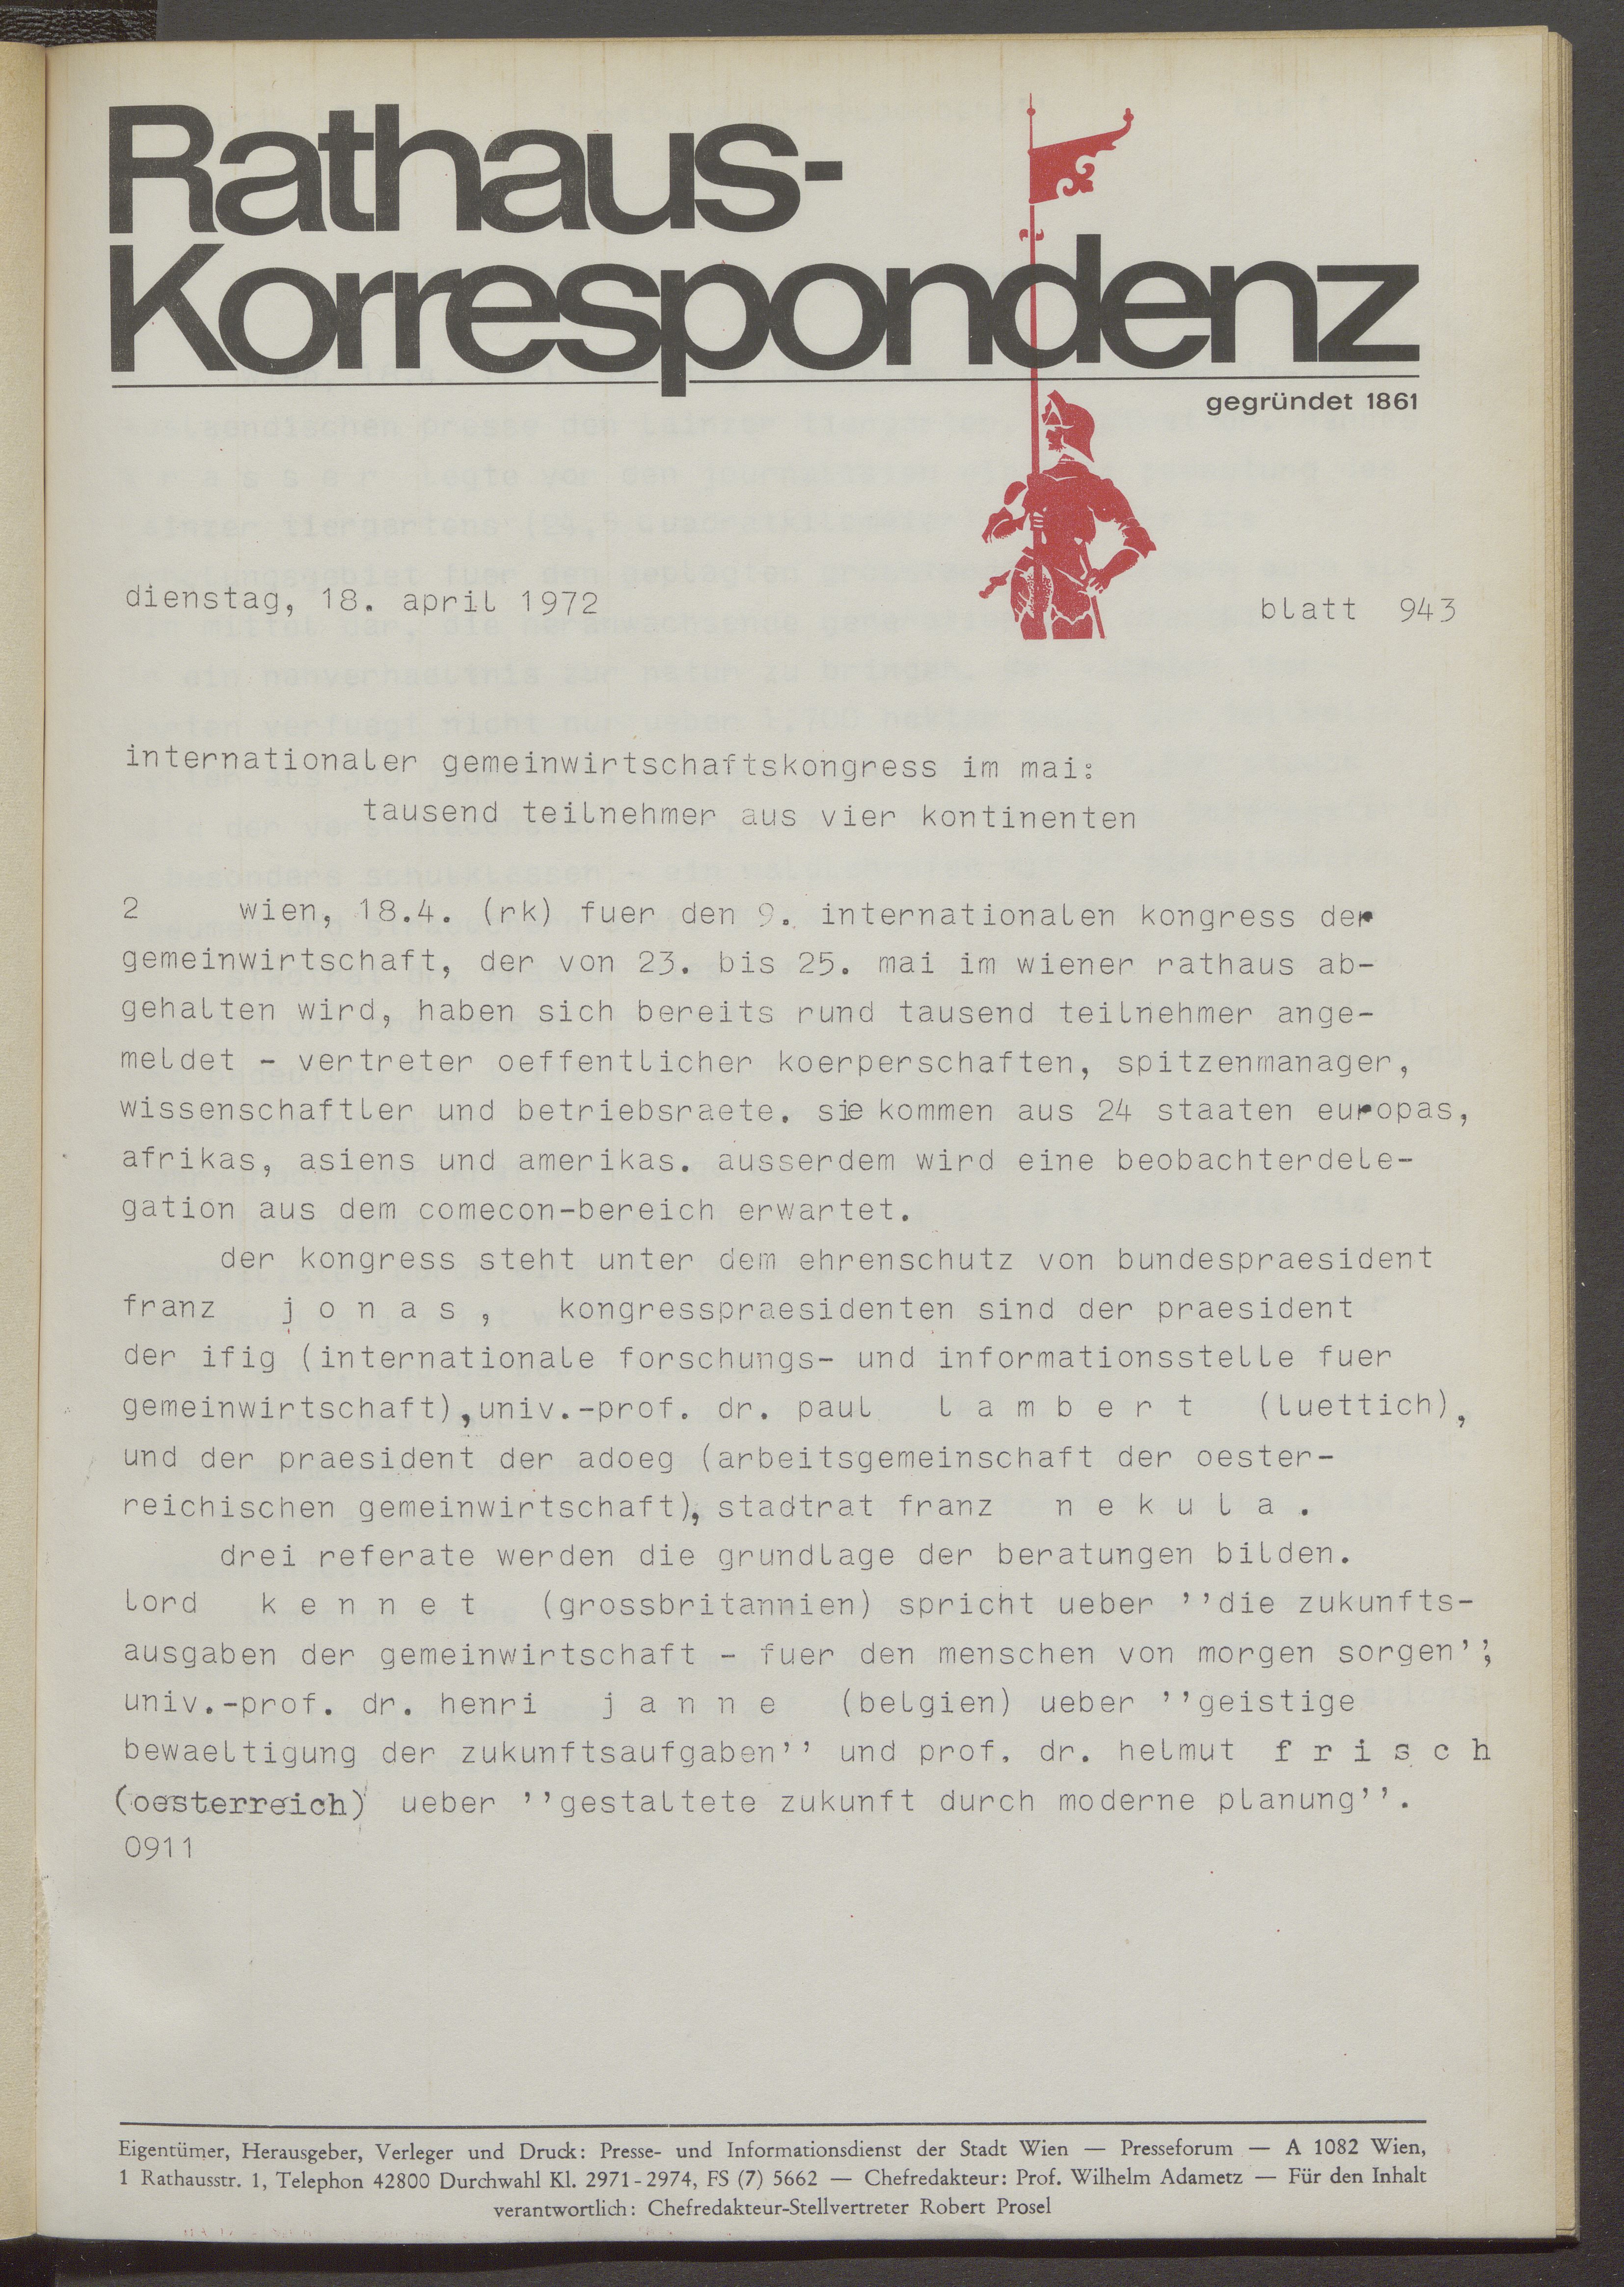 Rathaus-
Korrespondenz
gegründet 1861
dienstag, 18. april 1972 blatt 943
internationaler gemeinwirtschaftskongress im mai:
tausend teilnehmer aus vier kontinenten
2 wien, 18.4. (rk) fuer den 9. internationalen kongress der
gemeinwirtschaft, der von 23. bis 25. mai im wiener rathaus ab-
gehalten wird, haben sich bereits rund tausend teilnehmer ange-
meldet - vertreter oeffentlicher koerperschaften, spitzenmanager,
wissenschaftler und betriebsraete. sie kommen aus 24 staaten europas,
afrikas, asiens und amerikas. ausserdem wird eine beobachterdele-
gation aus dem comecon-bereich erwartet.
der kongress steht unter dem ehrenschutz von bundespraesident
franz j o n a s , kongresspraesidenten sind der praesident
der ifig (internationale forschungs- und informationsstelle fuer
gemeinwirtschaft), univ.-prof. dr. paul l a m b e r t (luettich),
und der praesident der adoeg (arbeitsgemeinschaft der oester-
reichischen gemeinwirtschaft), stadtrat franz n e k u l a .
drei referate werden die grundlage der beratungen bilden.
lord k e n n e t (grossbritannien) spricht ueber ''die zukunfts-
ausgaben der gemeinwirtschaft - fuer den menschen von morgen sorgen'',
univ.-prof. dr. henri j a n n e (belgien) ueber ''geistige
bewaeltigung der zukunftsaufgaben'' und prof. dr. helmut f r i s c h
(oesterreich) ueber ''gestaltete zukunft durch moderne planung''.
0911
Eigentümer, Herausgeber, Verleger und Druck: Presse- und Informationsdienst der Stadt Wien — Presseforum — A 1082 Wien,
1 Rathausstr. 1, Telephon 42800 Durchwahl Kl. 2971-2974, FS (7) 5662 — Chefredakteur: Prof. Wilhelm Adametz — Für den Inhalt
verantwortlich: Chefredakteur-Stellvertreter Robert Prosel